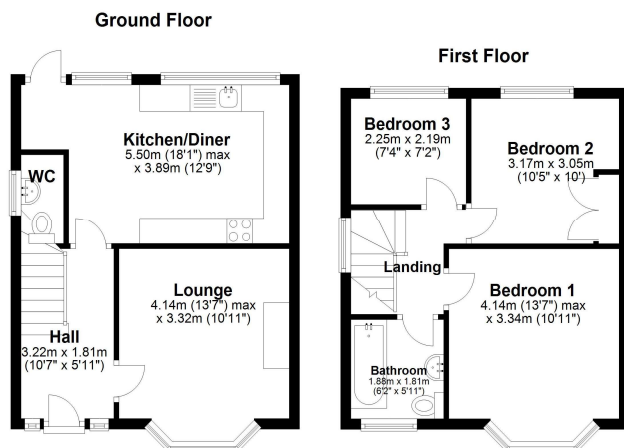 Ground Floor
Kitchen/Diner
5.50m (18'1") max
x 3.89m (12'9")
WC
Lounge
4.14m (13'7") max
x 3.32m (10'11")
Hall
3.22m x 1.81m
(10'7" x 5'11")
First Floor
Bedroom 3
2.25m x 2.19m
(7'4" x 7'2")
Bedroom 2
3.17m x 3.05m
(10'5" x 10')
Landing
Bedroom 1
4.14m (13'7") max
x 3.34m (10'11")
Bathroom
1.88m x 1.81m
(6'2" x 5'11")